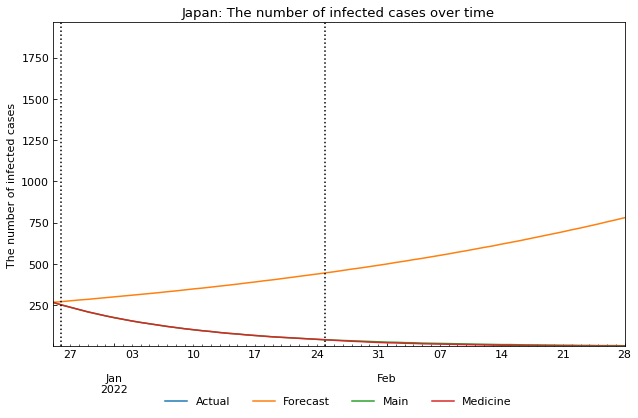 Japan: The number of infected cases over time
The number of infected cases
1750
1500
1250
1000
750
500
250
27 03 10 17 24 31 07 14 21 28
Jan Feb
2022
Actual Forecast Main Medicine